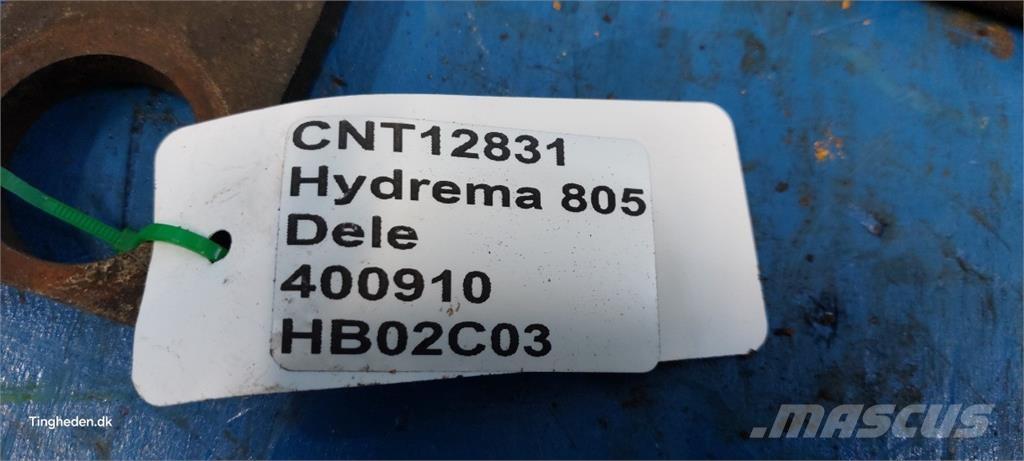 CNT12831
Hydrema 805
Dele
400910
HB02C03
Tingheden.dk
MASCUS